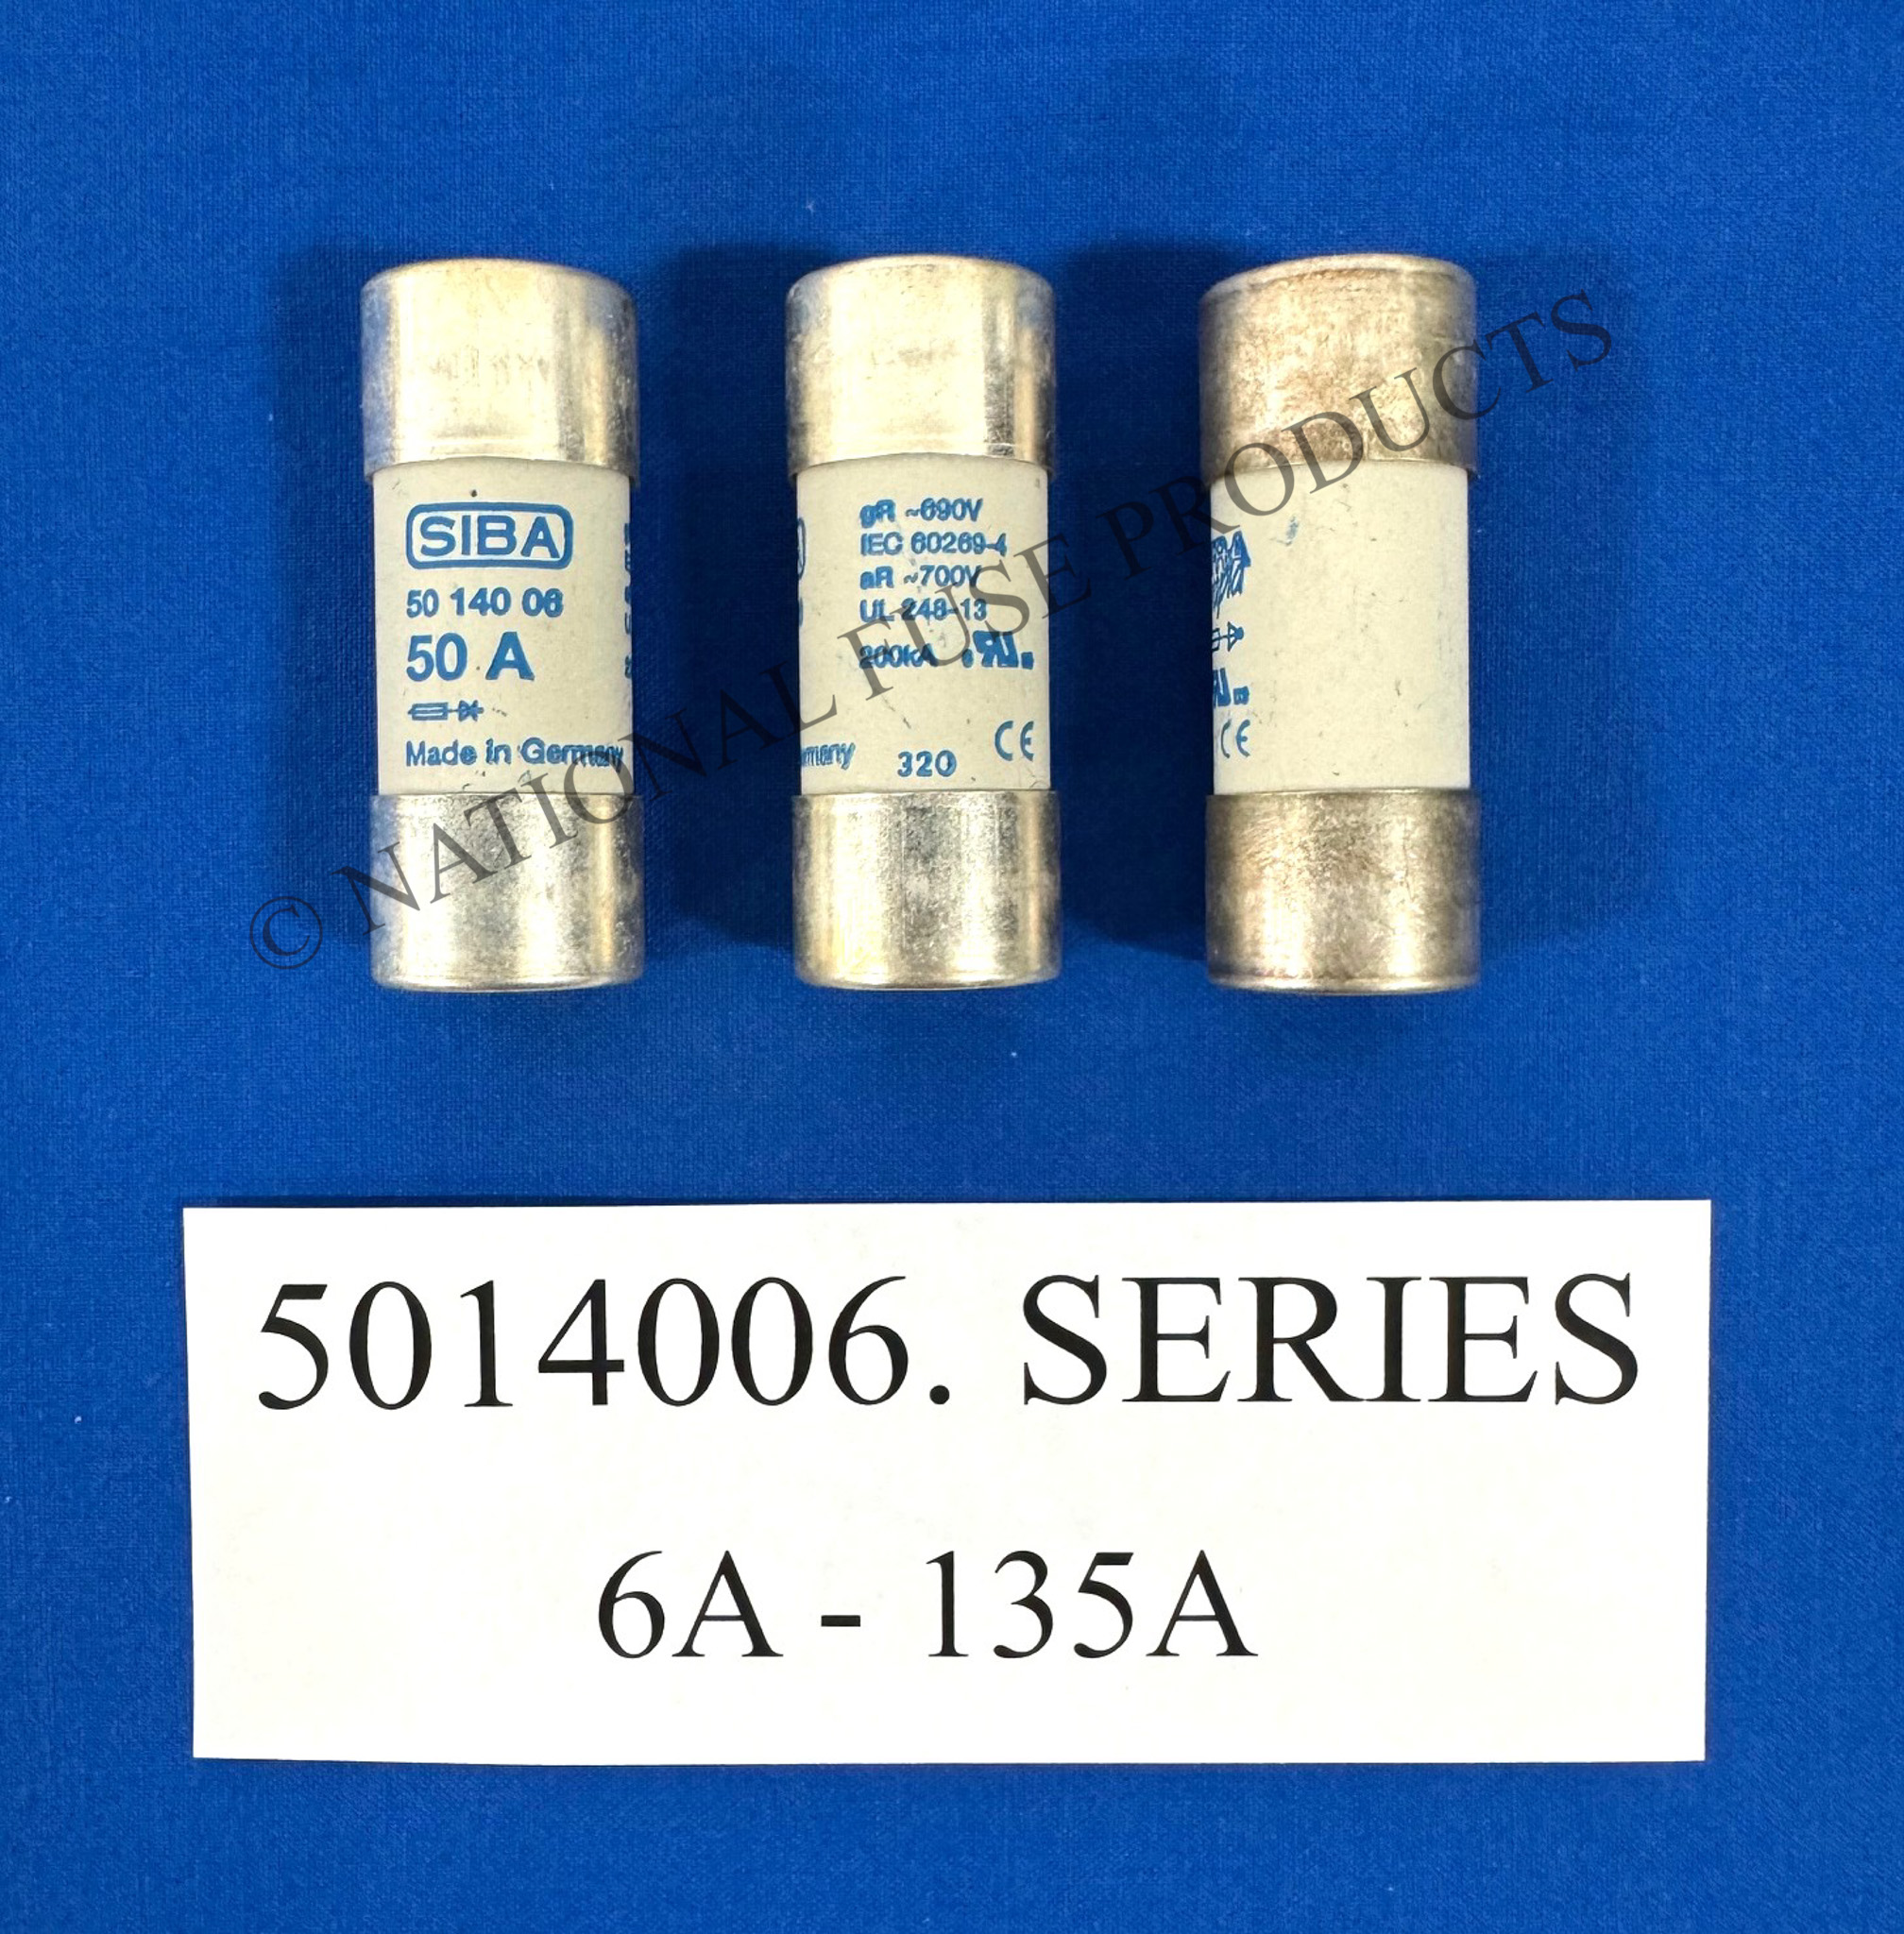 SIBA
50 140 06
50 A
Made in Germany
gR ~690V
IEC 60269-4
aR ~700V
UL 248-13
200kA
320
CE
CE
© NATIONAL FUSE PRODUCTS
5014006. SERIES
6A - 135A